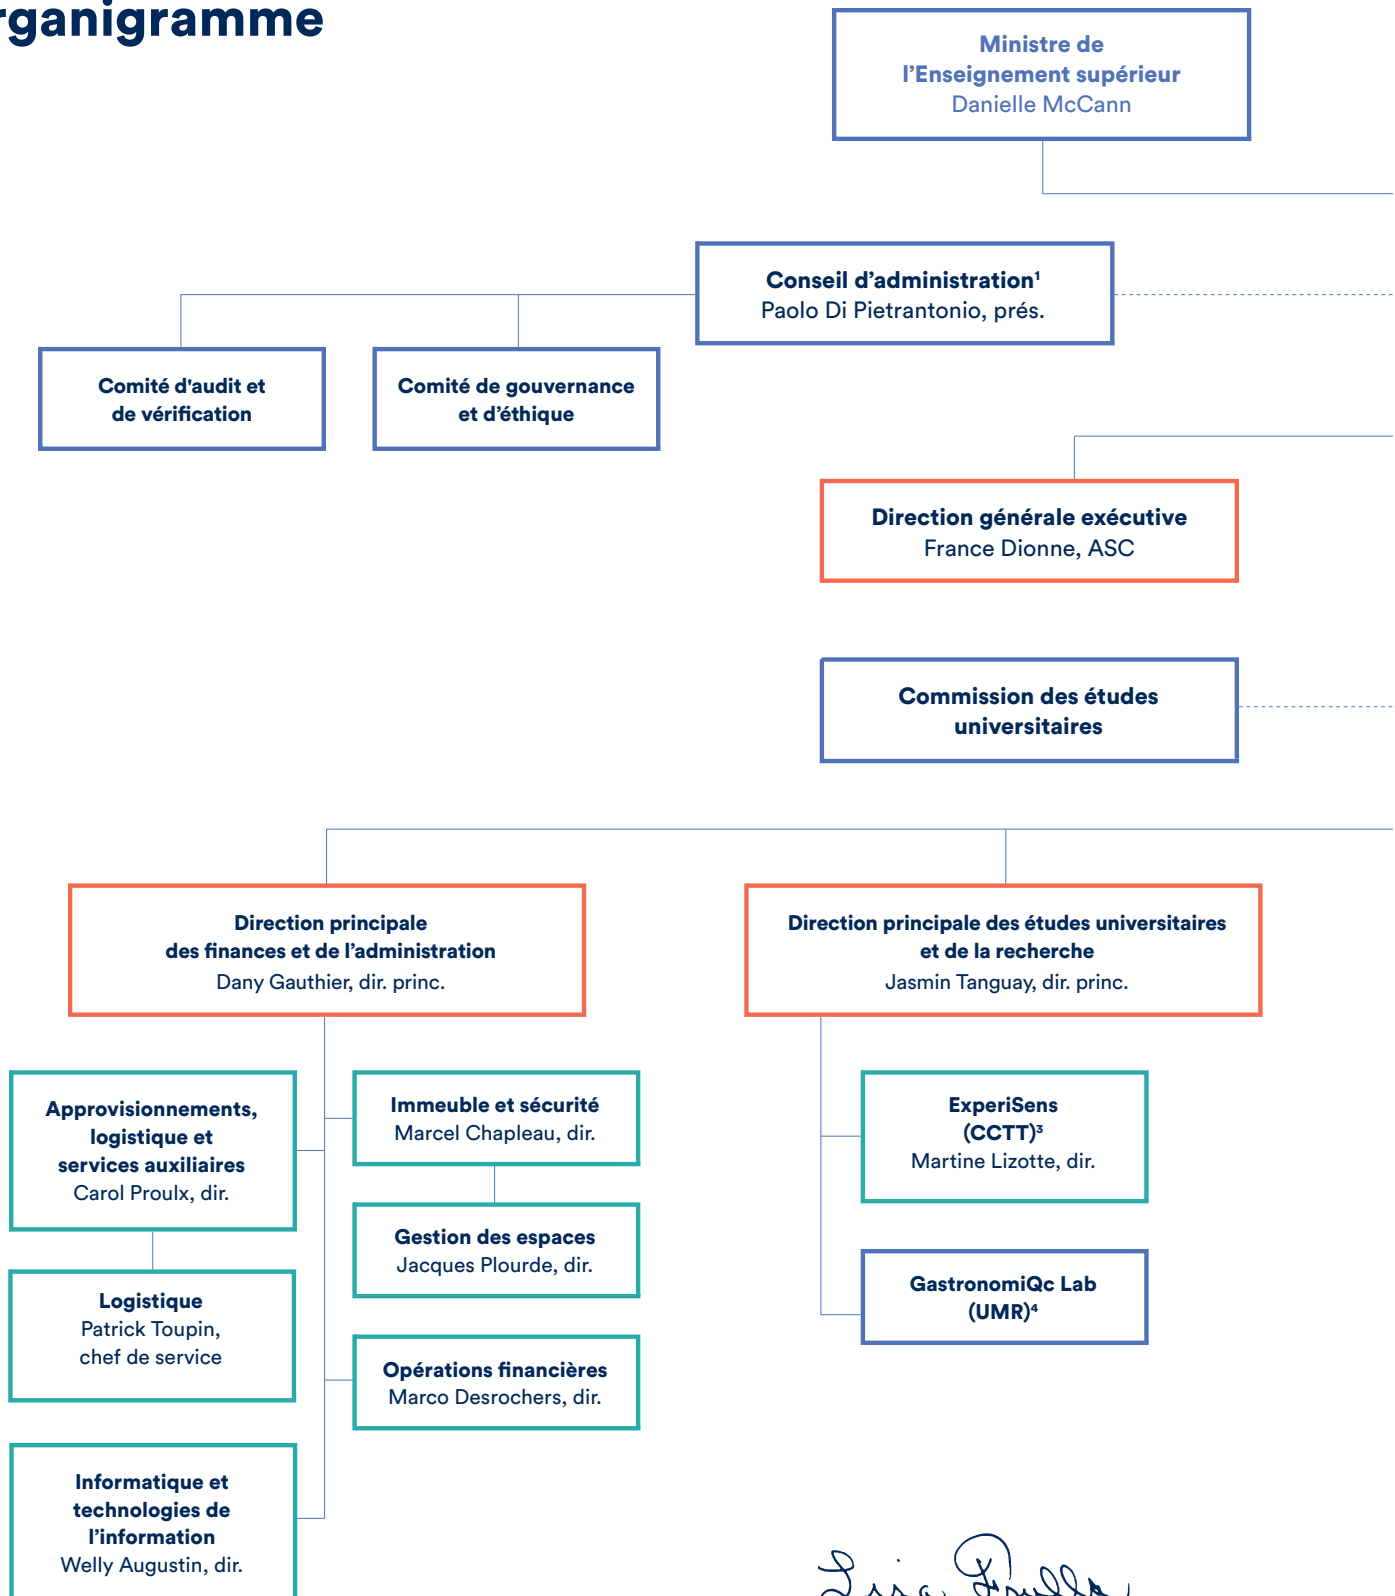 rganigramme
Ministre de
l’Enseignement supérieur
Danielle McCann
Conseil d’administration¹
Paolo Di Pietrantonio, prés.
Comité d'audit et
de vérification
Comité de gouvernance
et d’éthique
Direction générale exécutive
France Dionne, ASC
Commission des études
universitaires
Direction principale
des finances et de l’administration
Dany Gauthier, dir. princ.
Direction principale des études universitaires
et de la recherche
Jasmin Tanguay, dir. princ.
Approvisionnements,
logistique et
services auxiliaires
Carol Proulx, dir.
Immeuble et sécurité
Marcel Chapleau, dir.
ExperiSens
(CCTT)³
Martine Lizotte, dir.
Gestion des espaces
Jacques Plourde, dir.
Logistique
Patrick Toupin,
chef de service
GastronomiQc Lab
(UMR)⁴
Opérations financières
Marco Desrochers, dir.
Informatique et
technologies de
l’information
Welly Augustin, dir.
Liza Frulla